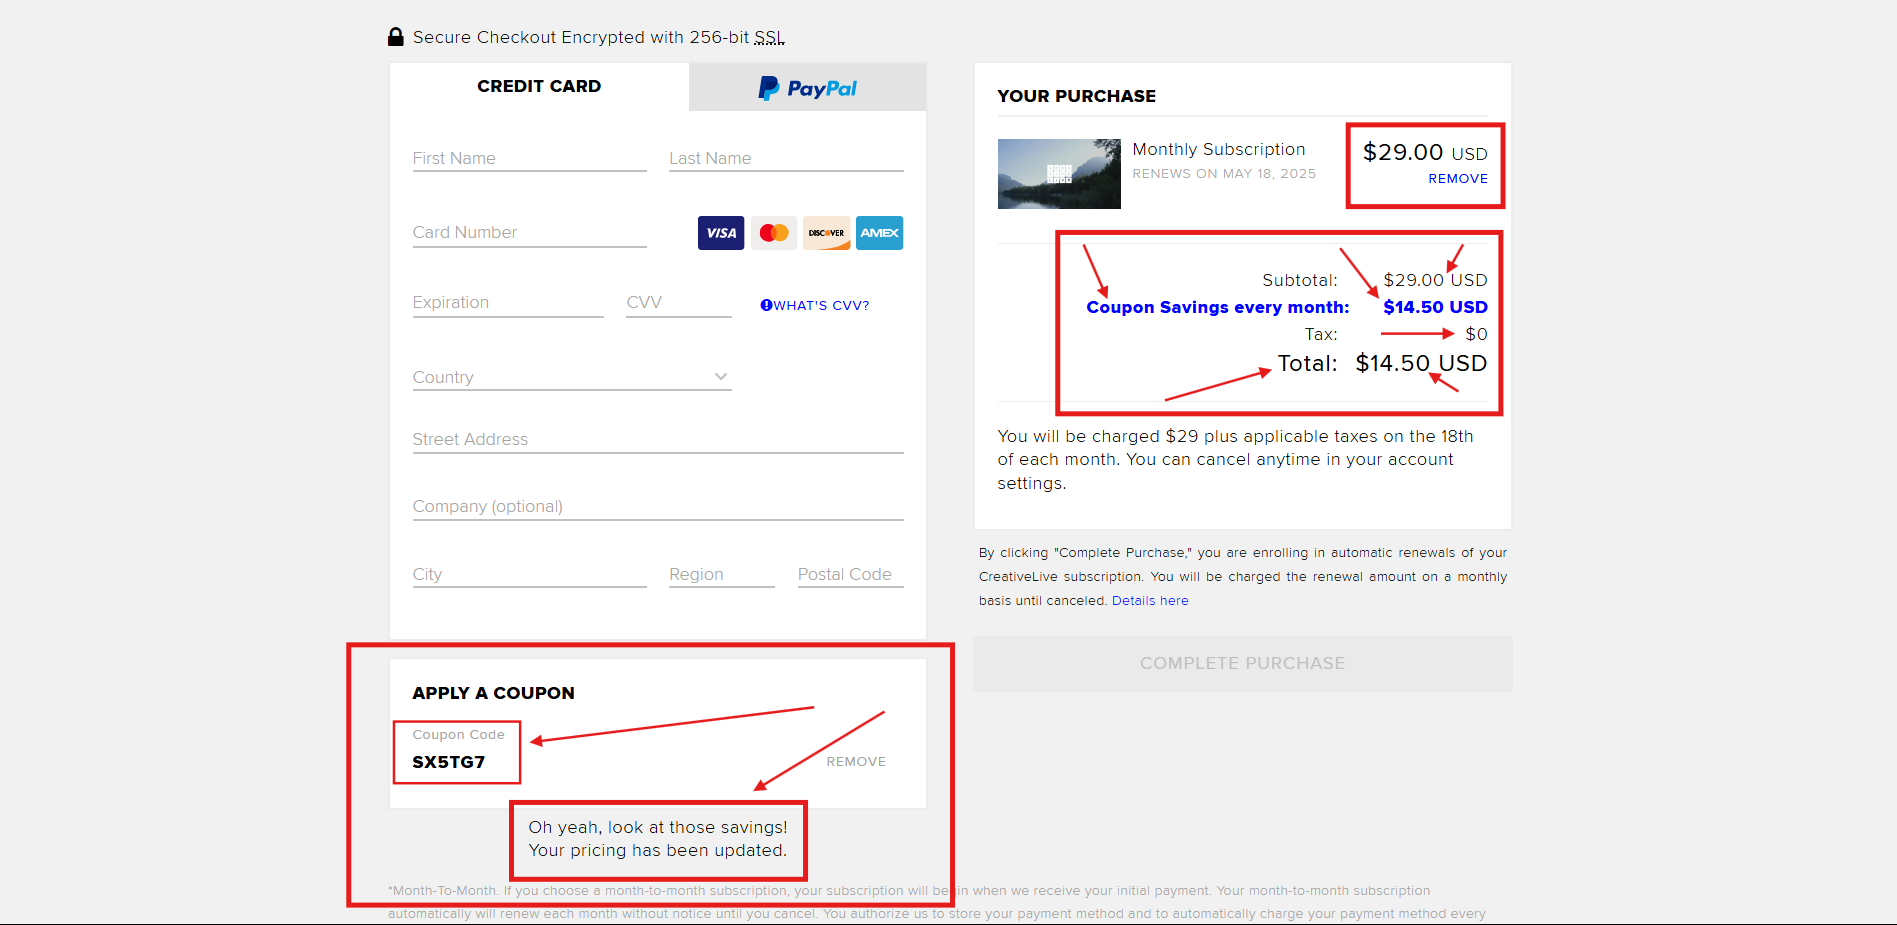 Secure Checkout Encrypted with 256-bit SSL
CREDIT CARD
PayPal
First Name
Last Name
Card Number
VISA
DISCOVER
AMEX
Expiration
CVV
WHAT'S CVV?
Country
Street Address
Company (optional)
City
Region
Postal Code
APPLY A COUPON
Coupon Code
SX5TG7
REMOVE
Oh yeah, look at those savings!
Your pricing has been updated.
YOUR PURCHASE
Monthly Subscription
RENEWS ON MAY 18, 2025
$29.00 USD
REMOVE
Subtotal: $29.00 USD
Coupon Savings every month: $14.50 USD
Tax: $0
Total: $14.50 USD
You will be charged $29 plus applicable taxes on the 18th
of each month. You can cancel anytime in your account
settings.
By clicking "Complete Purchase," you are enrolling in automatic renewals of your
CreativeLive subscription. You will be charged the renewal amount on a monthly
basis until canceled. Details here
COMPLETE PURCHASE
*Month-To-Month. If you choose a month-to-month subscription, your subscription will begin when we receive your initial payment. Your month-to-month subscription
automatically will renew each month without notice until you cancel. You authorize us to store your payment method and to automatically charge your payment method every